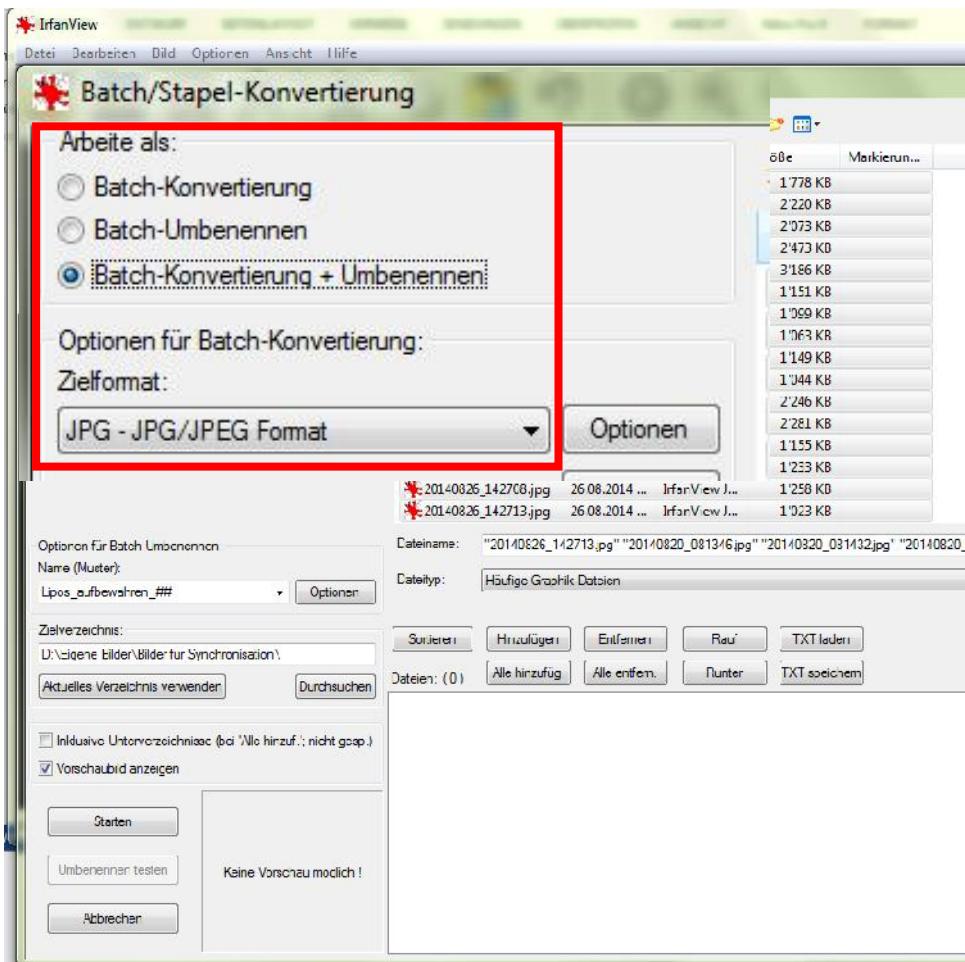 IrfanView
Datei Bearbeiten Bild Optionen Ansicht Hilfe
Batch/Stapel-Konvertierung
Arbeite als:
Batch-Konvertierung
Batch-Umbenennen
Batch-Konvertierung + Umbenennen
Optionen für Batch-Konvertierung:
Zielformat:
JPG - JPG/JPEG Format
Optionen
öße Markierun...
1'778 KB
2'220 KB
2'073 KB
2'473 KB
3'186 KB
1'151 KB
1'099 KB
1'063 KB
1'149 KB
1'044 KB
2'246 KB
2'281 KB
1'155 KB
1'233 KB
20140826_142708.jpg 26.08.2014 ... IrfanView J... 1'258 KB
20140826_142713.jpg 26.08.2014 ... IrfanView J... 1'023 KB
Optionen für Batch-Umbenennen
Name (Muster):
Lipos_aufbewahren_##
Optionen
Zielverzeichnis:
D:\Eigene Bilder\Bilder für Synchronisation\
Aktuelles Verzeichnis verwenden Durchsuchen
Inklusive Unterverzeichnisse (bei 'Alle hinzuf.'; nicht gesp.)
Vorschaubild anzeigen
Starten
Umbenennen testen
Abbrechen
Keine Vorschau möglich !
Dateiname: "20140826_142713.jpg" "20140820_081346.jpg" "20140820_081432.jpg" "20140820_
Dateityp: Häufige Graphik Dateien
Sortieren Hinzufügen Entfernen Rauf TXT laden
Dateien: (0) Alle hinzufüg Alle entfern. Runter TXT speichern